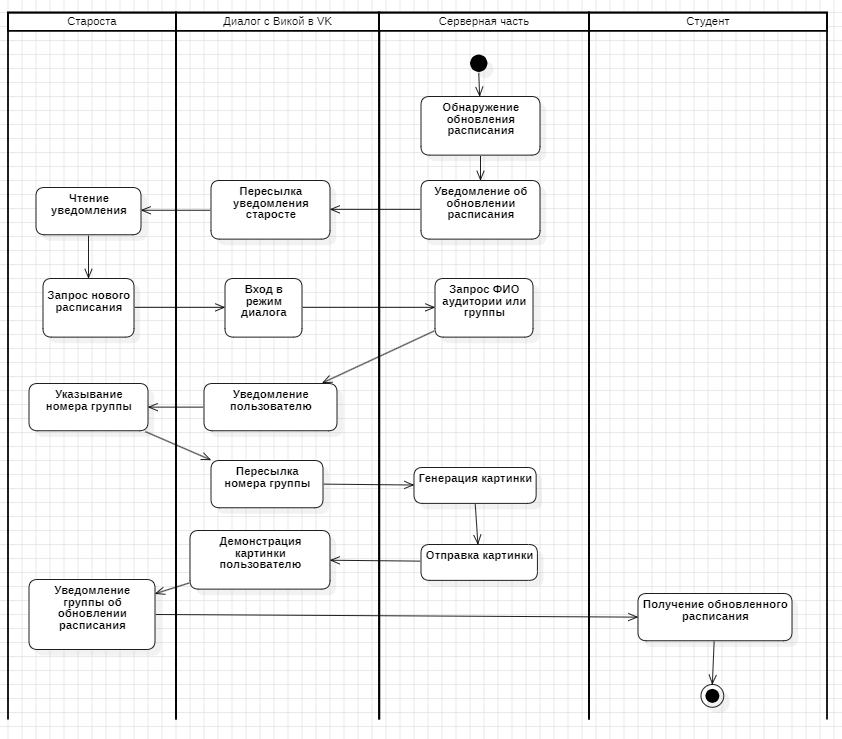 Староста
Диалог с Викой в VK
Серверная часть
Студент
Обнаружение
обновления
расписания
Чтение
уведомления
Пересылка
уведомления
старосте
Уведомление об
обновлении
расписания
Запрос нового
расписания
Вход в
режим
диалога
Запрос ФИО
аудитории или
группы
Указывание
номера группы
Уведомление
пользователю
Пересылка
номера группы
Генерация картинки
Демонстрация
картинки
пользователю
Отправка картинки
Уведомление
группы об
обновлении
расписания
Получение обновленного
расписания